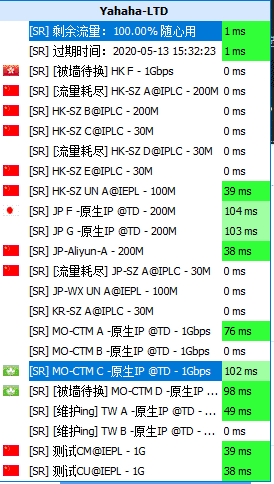 Yahaha-LTD
[SR] 剩余流量：100.00% 随心用 1 ms
[SR] 过期时间：2020-05-13 15:32:23 1 ms
[SR] [被墙待换] HK F - 1Gbps 0 ms
[SR] [流量耗尽] HK-SZ A@IPLC - 200M 0 ms
[SR] HK-SZ B@IPLC - 200M 0 ms
[SR] HK-SZ C@IPLC - 30M 0 ms
[SR] [流量耗尽] HK-SZ D@IPLC - 30M 0 ms
[SR] HK-SZ E@IPLC - 30M 0 ms
[SR] HK-SZ UN A@IEPL - 100M 39 ms
[SR] JP F -原生IP @TD - 200M 104 ms
[SR] JP G -原生IP @TD - 200M 103 ms
[SR] JP-Aliyun-A - 200M 38 ms
[SR] [流量耗尽] JP-SZ A@IPLC - 30M 0 ms
[SR] JP-WX UN A@IEPL - 100M 0 ms
[SR] KR-SZ A@IPLC - 30M 0 ms
[SR] MO-CTM A -原生IP @TD - 1Gbps 76 ms
[SR] MO-CTM B -原生IP @TD - 1Gbps 0 ms
[SR] MO-CTM C -原生IP @TD - 1Gbps 102 ms
[SR] [被墙待换] MO-CTM D -原生IP ... 98 ms
[SR] [维护ing] TW A -原生IP @TD - ... 49 ms
[SR] [维护ing] TW B -原生IP @TD - ... 0 ms
[SR] 测试CM@IEPL - 1G 39 ms
[SR] 测试CU@IEPL - 1G 38 ms